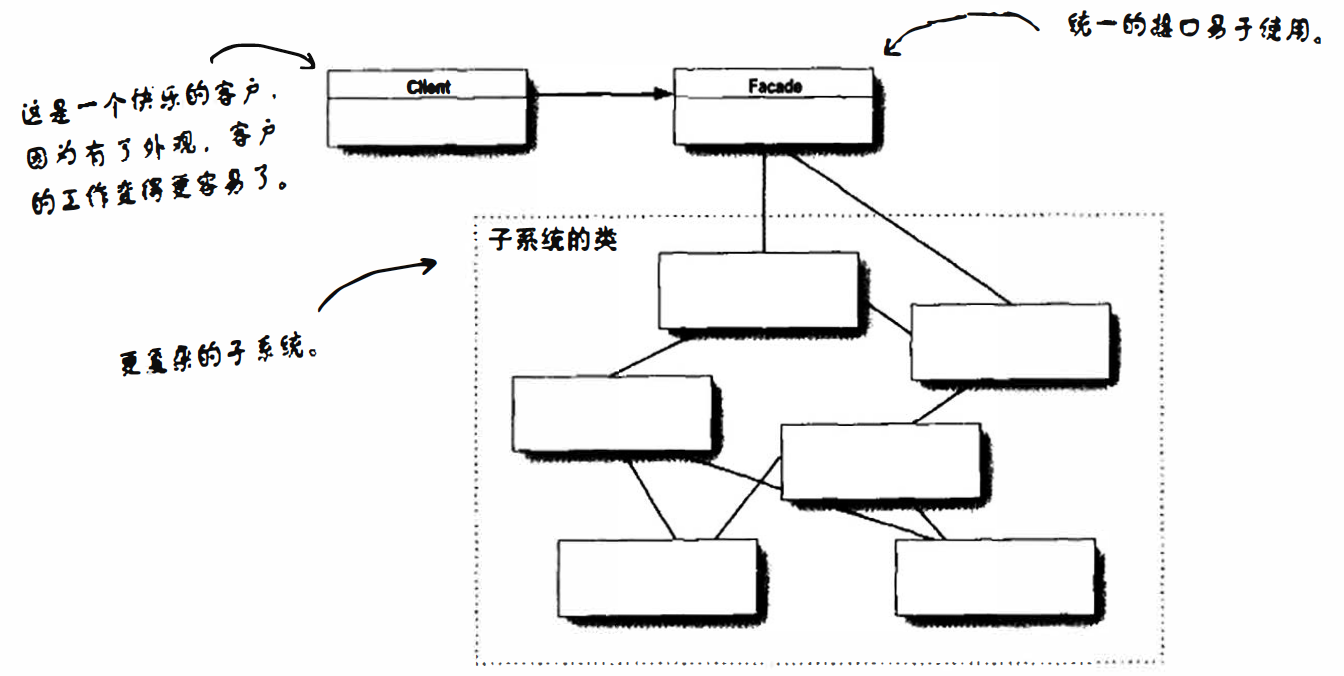 统一的接口易于使用。
Client
Facade
这是一个快乐的客户，
因为有了外观，客户
的工作变得更容易了。
子系统的类
更复杂的子系统。